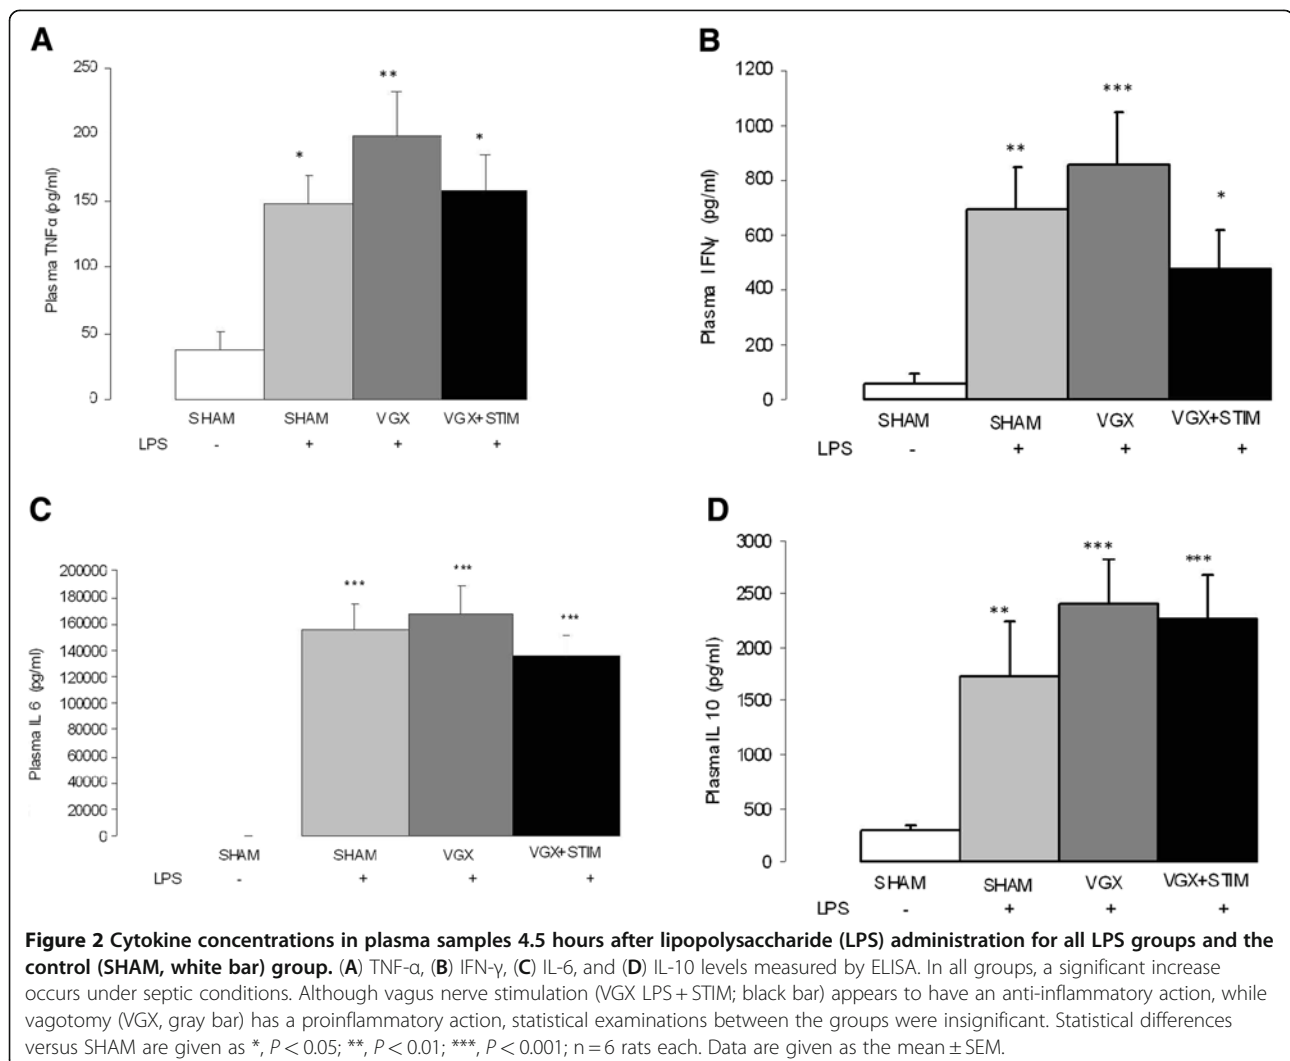 A
250
200
150
100
50
0
Plasma TNFα (pg/ml)
*
**
*
SHAM SHAM VGX VGX+STIM
LPS - + + +
B
1200
1000
800
600
400
200
0
Plasma IFNγ (pg/ml)
**
***
*
SHAM SHAM VGX VGX+STIM
LPS - + + +
C
200000
180000
160000
140000
120000
100000
80000
60000
40000
20000
0
Plasma IL 6 (pg/ml)
***
***
***
SHAM SHAM VGX VGX+STIM
LPS - + + +
D
3000
2500
2000
1500
1000
500
0
Plasma IL 10 (pg/ml)
**
***
***
SHAM SHAM VGX VGX+STIM
LPS - + + +
Figure 2 Cytokine concentrations in plasma samples 4.5 hours after lipopolysaccharide (LPS) administration for all LPS groups and the
control (SHAM, white bar) group. (A) TNF-α, (B) IFN-γ, (C) IL-6, and (D) IL-10 levels measured by ELISA. In all groups, a significant increase
occurs under septic conditions. Although vagus nerve stimulation (VGX LPS + STIM; black bar) appears to have an anti-inflammatory action, while
vagotomy (VGX, gray bar) has a proinflammatory action, statistical examinations between the groups were insignificant. Statistical differences
versus SHAM are given as *, P < 0.05; **, P < 0.01; ***, P < 0.001; n = 6 rats each. Data are given as the mean ± SEM.